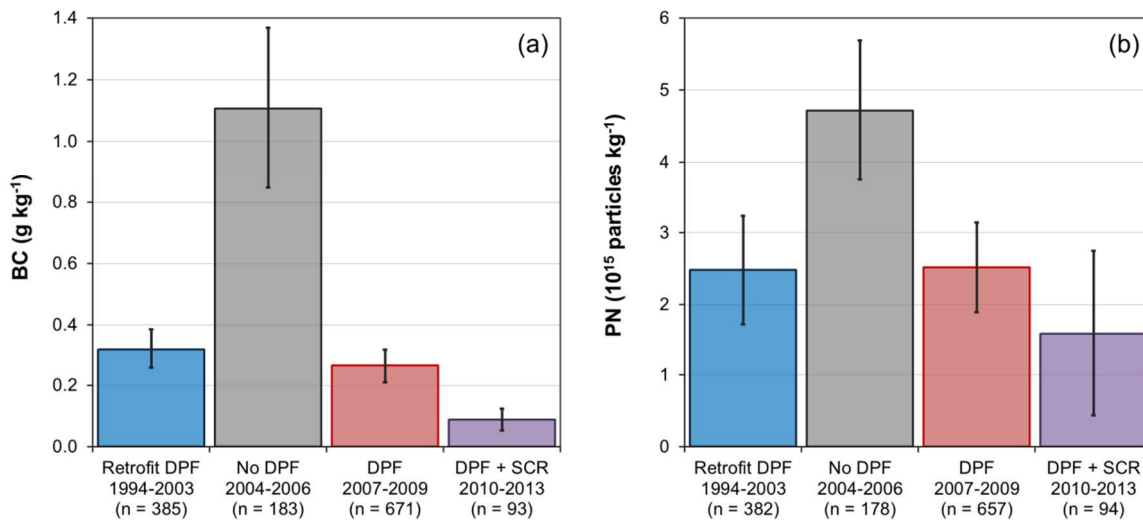 (a)
BC (g kg⁻¹)
1.4
1.2
1.0
0.8
0.6
0.4
0.2
0.0
Retrofit DPF
1994-2003
(n = 385)
No DPF
2004-2006
(n = 183)
DPF
2007-2009
(n = 671)
DPF + SCR
2010-2013
(n = 93)
(b)
PN (10¹⁵ particles kg⁻¹)
6
5
4
3
2
1
0
Retrofit DPF
1994-2003
(n = 382)
No DPF
2004-2006
(n = 178)
DPF
2007-2009
(n = 657)
DPF + SCR
2010-2013
(n = 94)